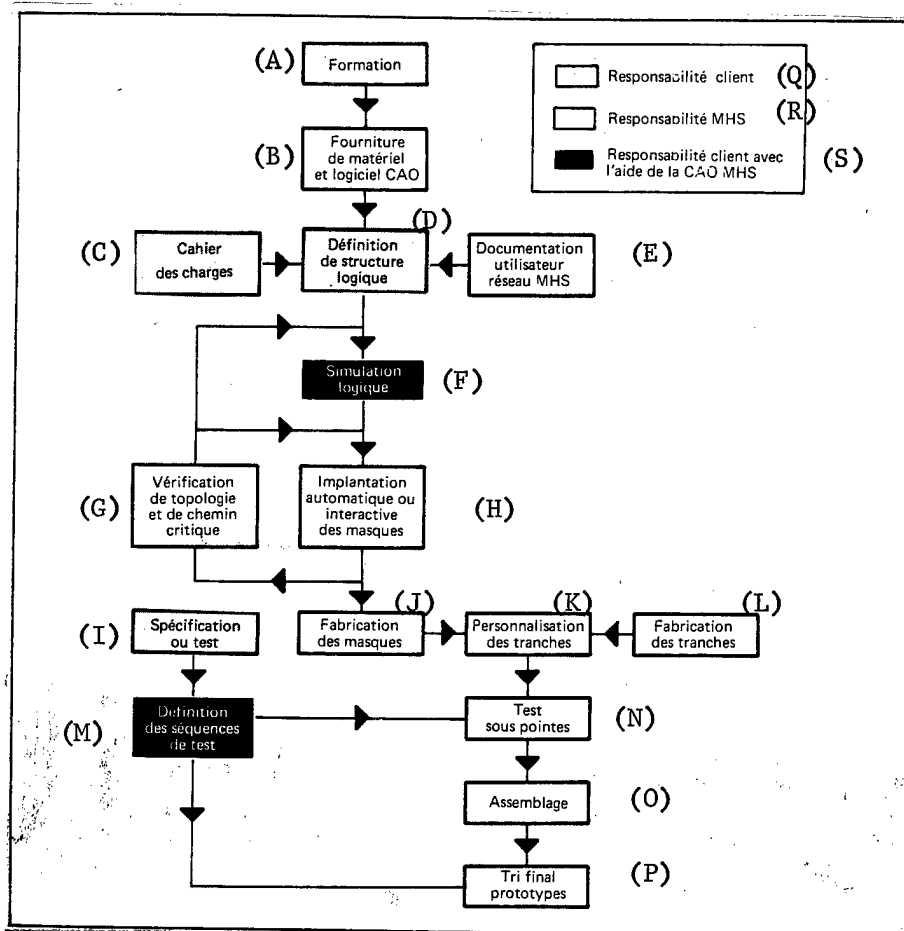 (A)
Formation
Responsabilité client
(Q)
Responsabilité MHS
(R)
Responsabilité client avec
l'aide de la CAO MHS
(S)
(B)
Fourniture
de matériel
et logiciel CAO
(D)
(C)
Cahier
des charges
Définition
de structure
logique
Documentation
utilisateur
réseau MHS
(E)
Simulation
logique
(F)
(G)
Vérification
de topologie
et de chemin
critique
Implantation
automatique ou
interactive
des masques
(H)
(J)
(K)
(L)
(I)
Spécification
ou test
Fabrication
des masques
Personnalisation
des tranches
Fabrication
des tranches
(M)
Définition
des séquences
de test
Test
sous pointes
(N)
Assemblage
(O)
Tri final
prototypes
(P)